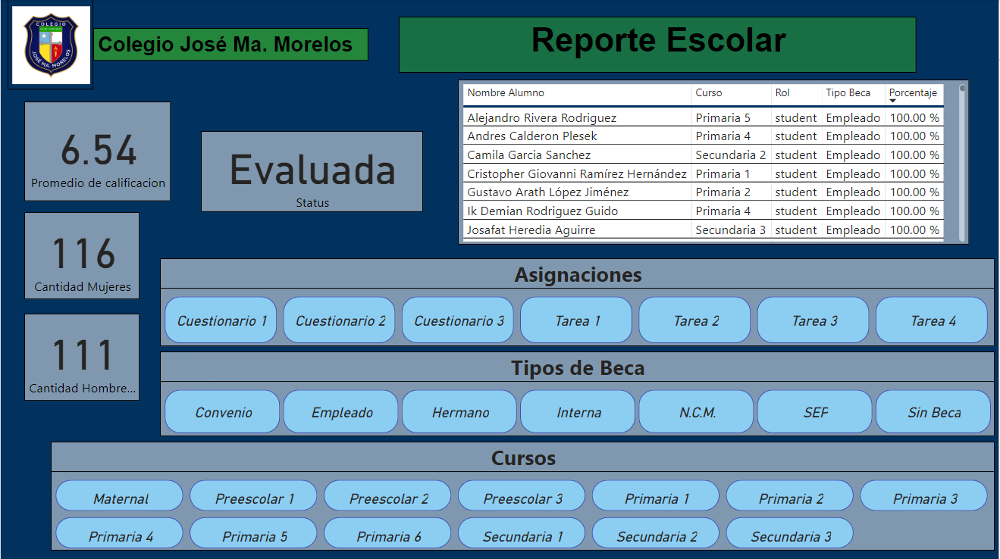 COLEGIO
JOSÉ MA. MORELOS
Colegio José Ma. Morelos
Reporte Escolar
Nombre Alumno Curso Rol Tipo Beca Porcentaje
Alejandro Rivera Rodriguez Primaria 5 student Empleado 100.00 %
Andres Calderon Plesek Primaria 4 student Empleado 100.00 %
Camila Garcia Sanchez Secundaria 2 student Empleado 100.00 %
Cristopher Giovanni Ramírez Hernández Primaria 1 student Empleado 100.00 %
Gustavo Arath López Jiménez Primaria 2 student Empleado 100.00 %
Ik Demian Rodriguez Guido Primaria 4 student Empleado 100.00 %
Josafat Heredia Aguirre Secundaria 3 student Empleado 100.00 %
6.54
Promedio de calificacion
Evaluada
Status
116
Cantidad Mujeres
111
Cantidad Hombre...
Asignaciones
Cuestionario 1 Cuestionario 2 Cuestionario 3 Tarea 1 Tarea 2 Tarea 3 Tarea 4
Tipos de Beca
Convenio Empleado Hermano Interna N.C.M. SEP Sin Beca
Cursos
Maternal Preescolar 1 Preescolar 2 Preescolar 3 Primaria 1 Primaria 2 Primaria 3
Primaria 4 Primaria 5 Primaria 6 Secundaria 1 Secundaria 2 Secundaria 3